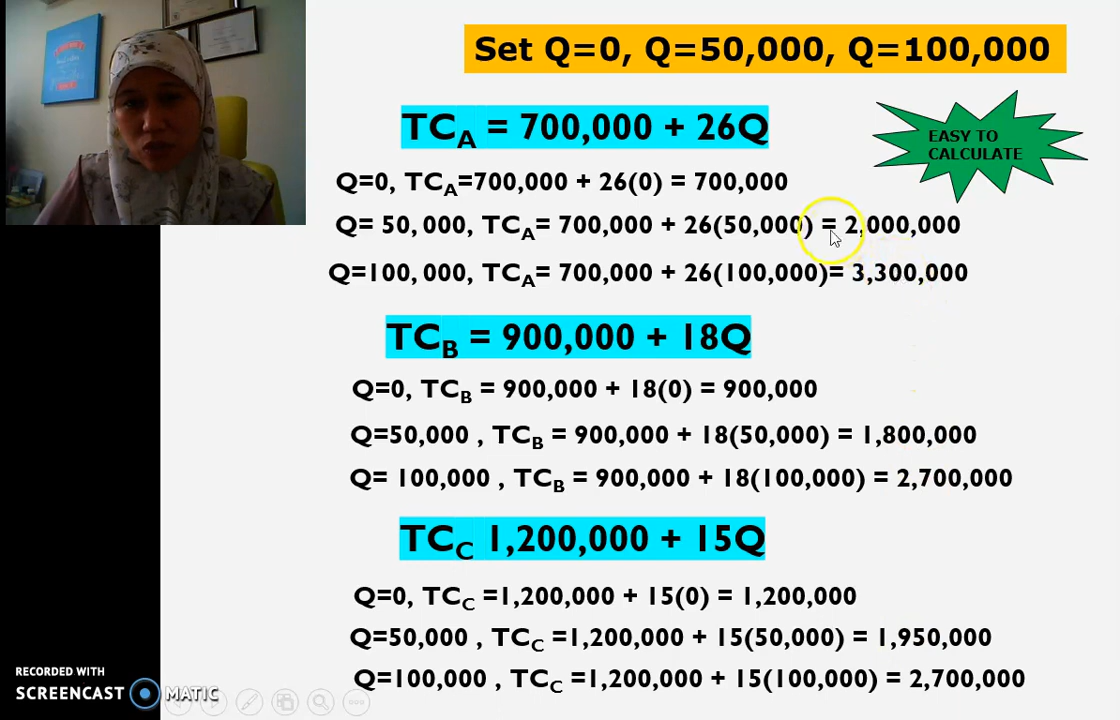 Set Q=0, Q=50,000, Q=100,000
TCA = 700,000 + 26Q
EASY TO
CALCULATE
Q=0, TCA=700,000 + 26(0) = 700,000
Q= 50,000, TCA= 700,000 + 26(50,000) = 2,000,000
Q=100,000, TCA= 700,000 + 26(100,000)= 3,300,000
TCB = 900,000 + 18Q
Q=0, TCB = 900,000 + 18(0) = 900,000
Q=50,000 , TCB = 900,000 + 18(50,000) = 1,800,000
Q= 100,000 , TCB = 900,000 + 18(100,000) = 2,700,000
TCC 1,200,000 + 15Q
Q=0, TCC =1,200,000 + 15(0) = 1,200,000
Q=50,000 , TCC =1,200,000 + 15(50,000) = 1,950,000
Q=100,000 , TCC =1,200,000 + 15(100,000) = 2,700,000
RECORDED WITH
SCREENCAST MATIC